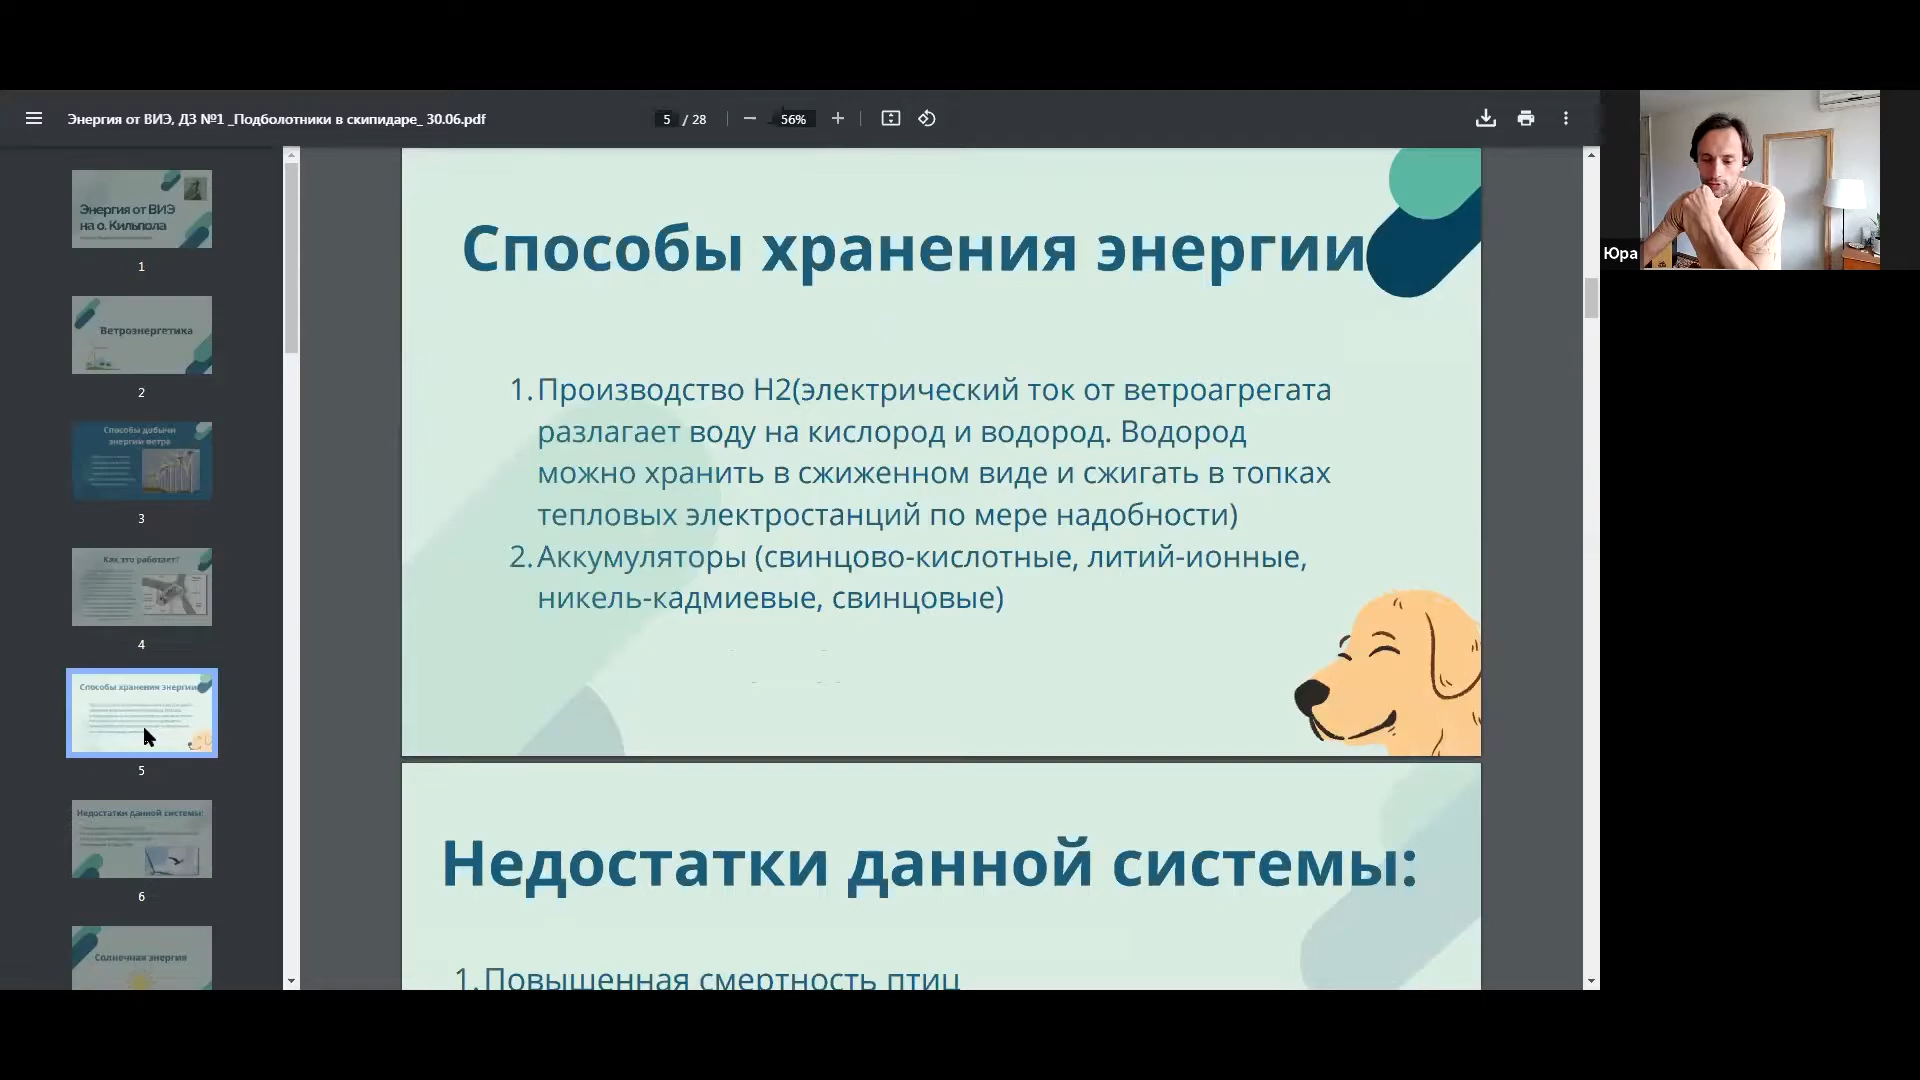 Энергия от ВИЭ, ДЗ №1 _Подболотники в скипидаре_ 30.06.pdf
5 / 28
56%
Юра
Энергия от ВИЭ
на о. Кильпола
1
Ветроэнергетика
2
Способы добычи
энергии ветра
3
Как это работает?
4
Способы хранения энергии
5
Недостатки данной системы:
6
Солнечная энергия
Способы хранения энергии
1. Производство H2(электрический ток от ветроагрегата
разлагает воду на кислород и водород. Водород
можно хранить в сжиженном виде и сжигать в топках
тепловых электростанций по мере надобности)
2. Аккумуляторы (свинцово-кислотные, литий-ионные,
никель-кадмиевые, свинцовые)
Недостатки данной системы:
1. Повышенная смертность птиц